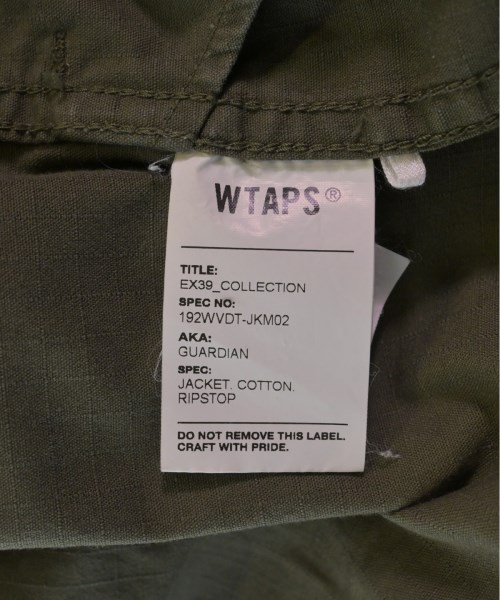 WTAPS®
TITLE:
EX39_COLLECTION
SPEC NO:
192WVDT-JKM02
AKA:
GUARDIAN
SPEC:
JACKET. COTTON.
RIPSTOP
DO NOT REMOVE THIS LABEL.
CRAFT WITH PRIDE.